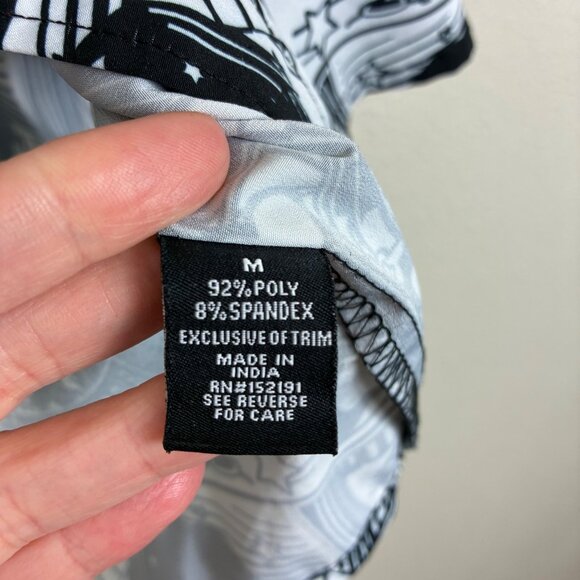 M
92%POLY
8%SPANDEX
EXCLUSIVE OF TRIM
MADE IN
INDIA
RN#152191
SEE REVERSE
FOR CARE